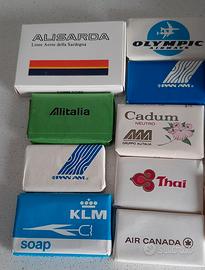 ALISARDA
Linee Aeree della Sardegna
OLYMPIC
AIRWAYS
PAN AM
Alitalia
Cadum
NEUTRO
GRUPPO ALITALIA
PAN AM
Thai
KLM
soap
AIR CANADA